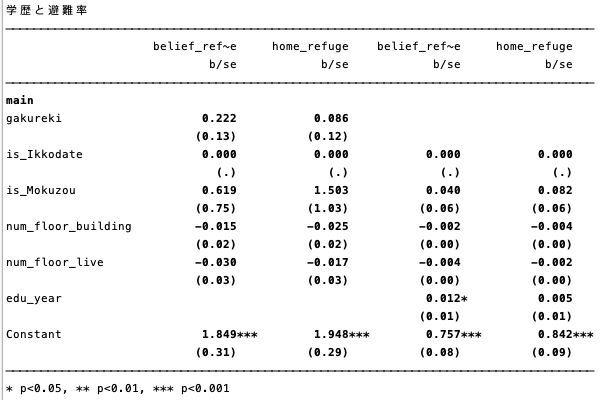 学歴と避難率
belief_ref~e home_refuge belief_ref~e home_refuge
b/se b/se b/se b/se
main
gakureki 0.222 0.086
(0.13) (0.12)
is_Ikkodate 0.000 0.000 0.000 0.000
(.) (.) (.) (.)
is_Mokuzou 0.619 1.503 0.040 0.082
(0.75) (1.03) (0.06) (0.06)
num_floor_building -0.015 -0.025 -0.002 -0.004
(0.02) (0.02) (0.00) (0.00)
num_floor_live -0.030 -0.017 -0.004 -0.002
(0.03) (0.03) (0.00) (0.00)
edu_year 0.012* 0.005
(0.01) (0.01)
Constant 1.849*** 1.948*** 0.757*** 0.842***
(0.31) (0.29) (0.08) (0.09)
* p<0.05, ** p<0.01, *** p<0.001